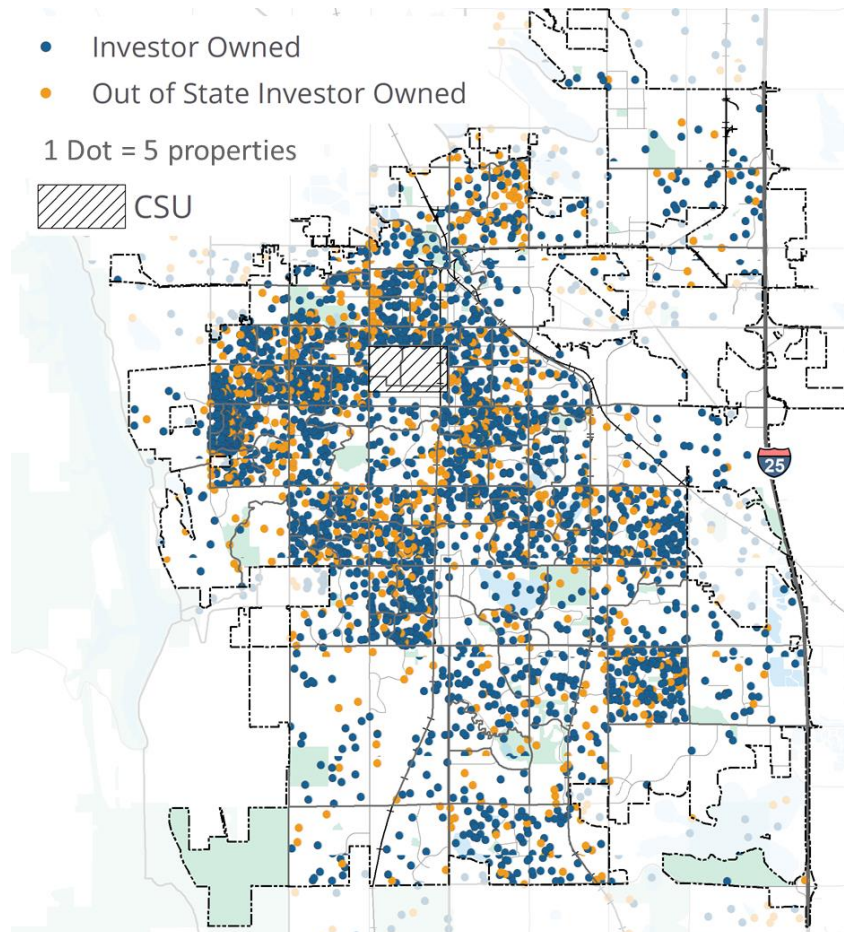 Investor Owned
Out of State Investor Owned
1 Dot = 5 properties
CSU
25